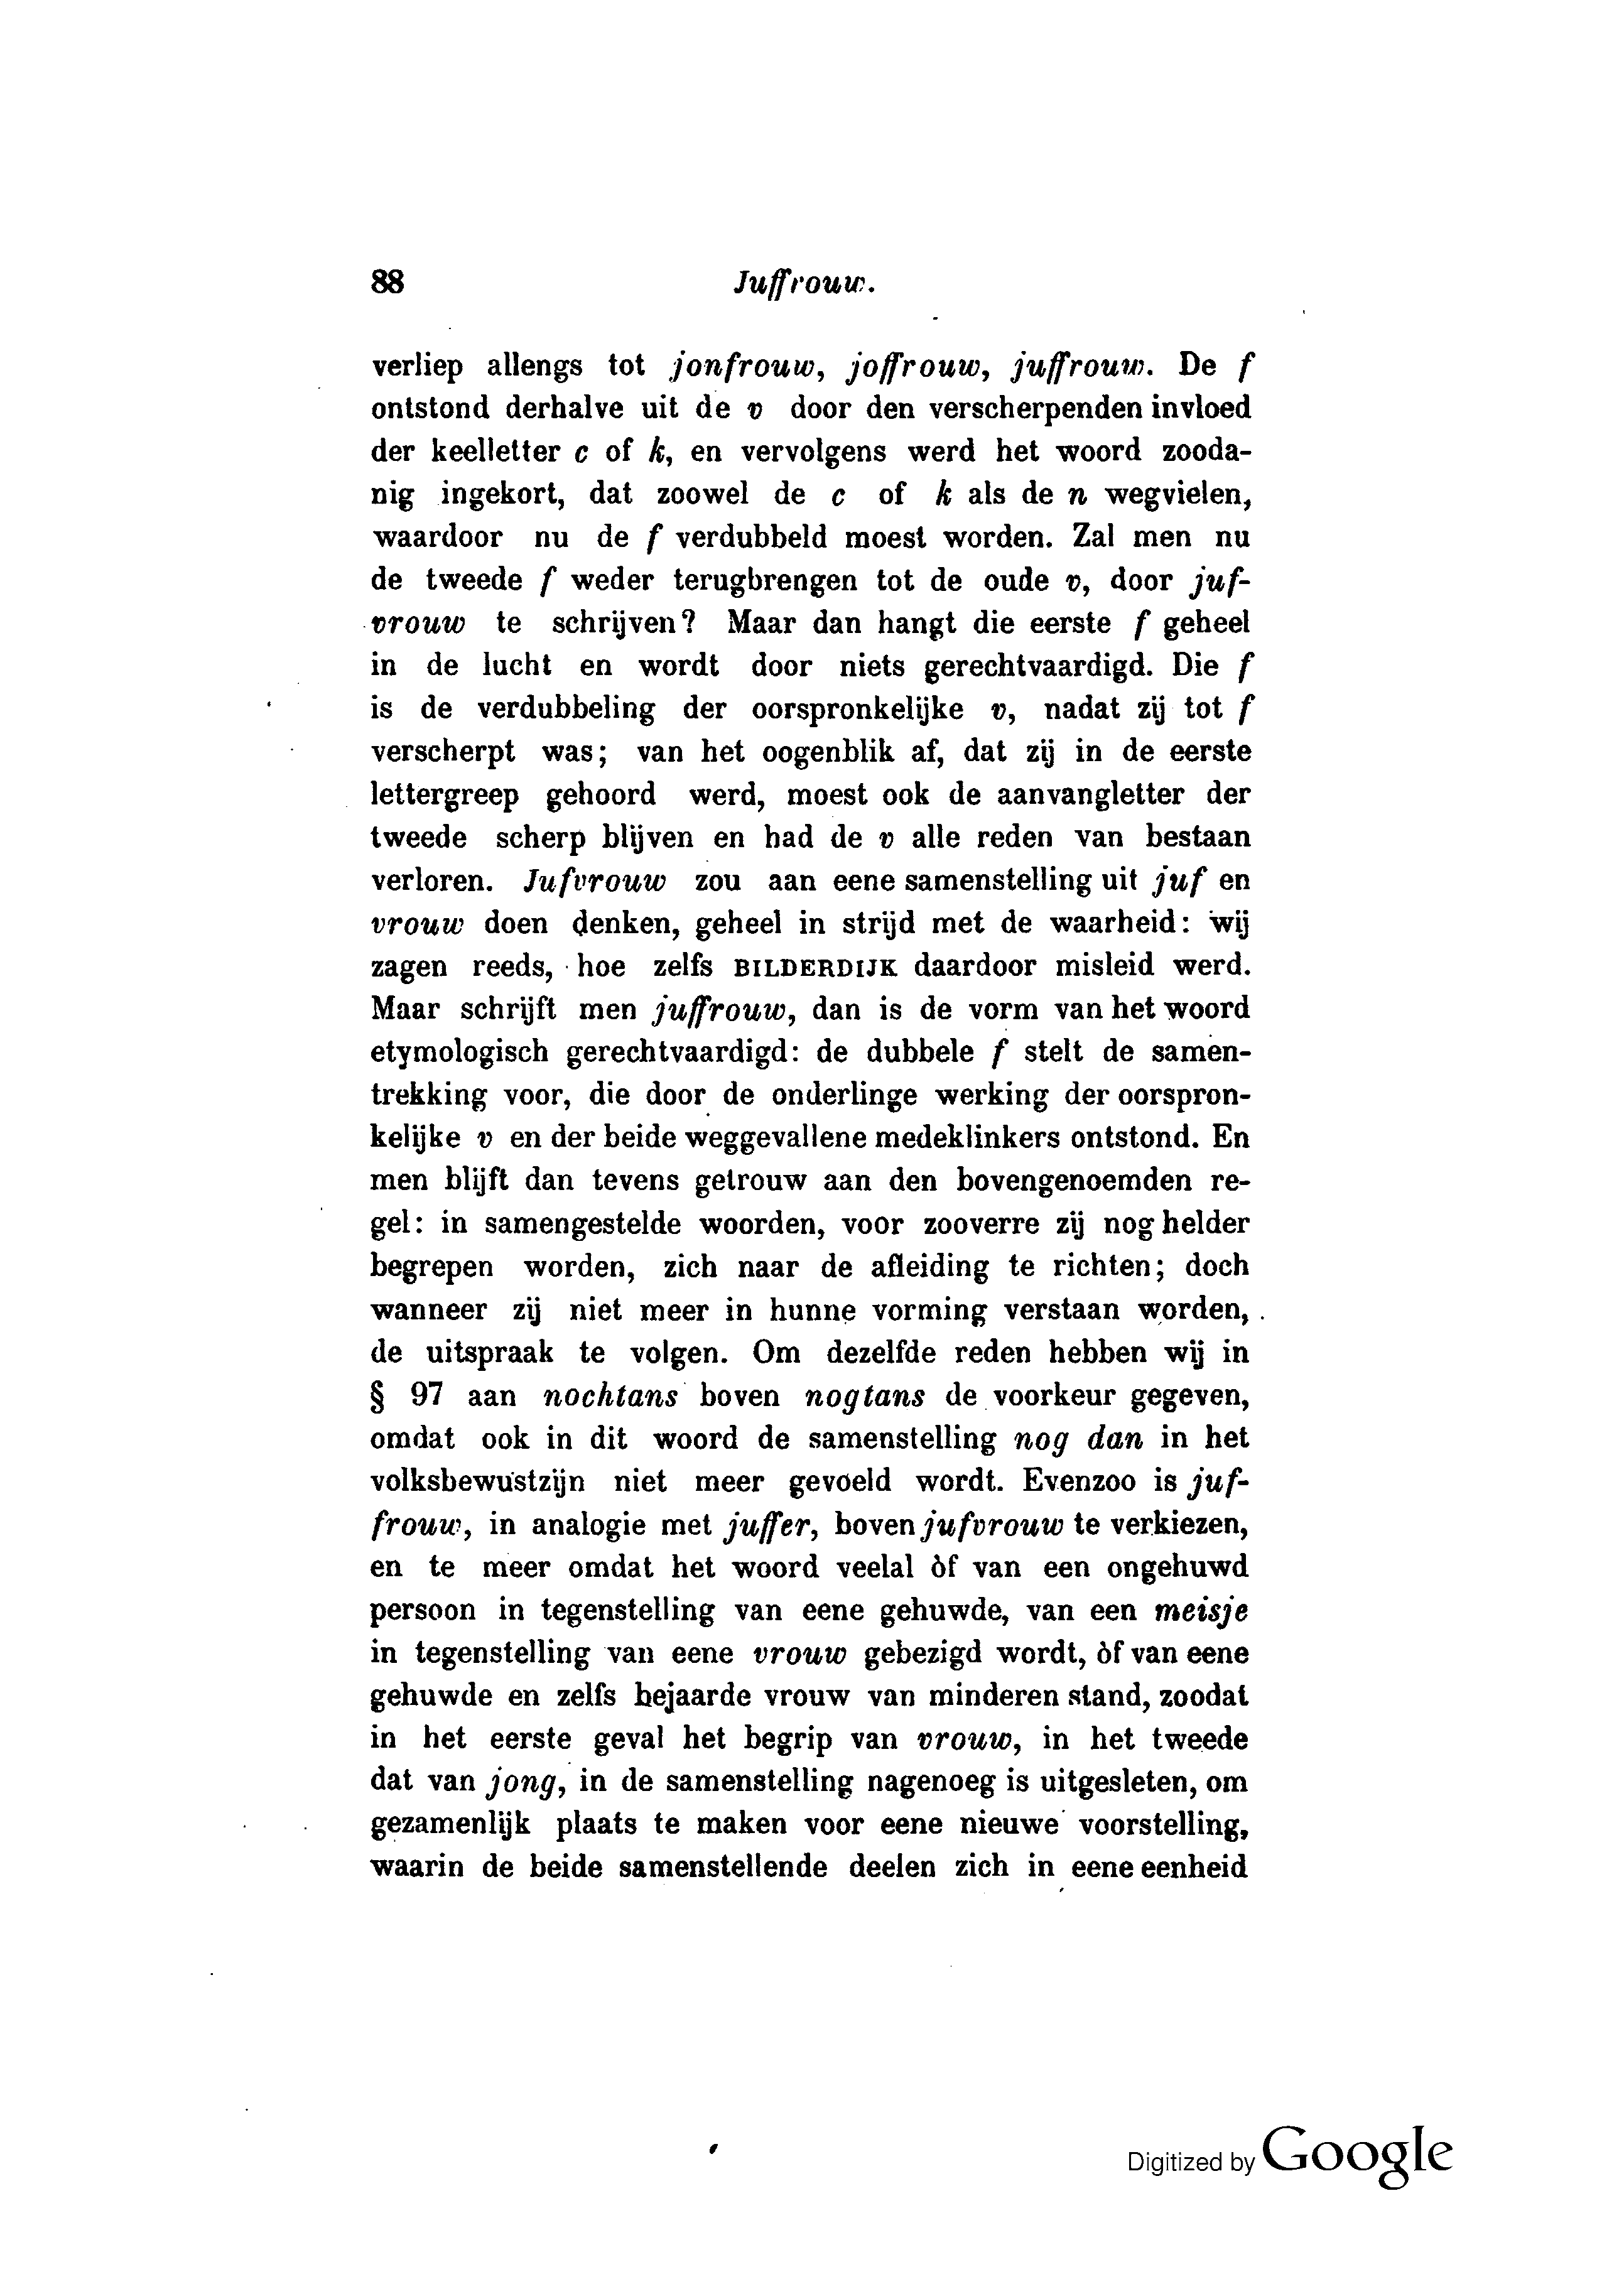 88
Juffrouw.
verliep allengs tot jonfrouw, joffrouw, juffrouw. De f
ontstond derhalve uit de v door den verscherpenden invloed
der keelletter c of k, en vervolgens werd het woord zooda-
nig ingekort, dat zoowel de c of k als de n wegvielen,
waardoor nu de f verdubbeld moest worden. Zal men nu
de tweede f weder terugbrengen tot de oude v, door juf-
vrouw te schrijven? Maar dan hangt die eerste f geheel
in de lucht en wordt door niets gerechtvaardigd. Die f
is de verdubbeling der oorspronkelijke v, nadat zij tot f
verscherpt was; van het oogenblik af, dat zij in de eerste
lettergreep gehoord werd, moest ook de aanvangletter der
tweede scherp blijven en had de v alle reden van bestaan
verloren. Jufvrouw zou aan eene samenstelling uit juf en
vrouw doen denken, geheel in strijd met de waarheid: wij
zagen reeds, hoe zelfs BILDERDIJK daardoor misleid werd.
Maar schrijft men juffrouw, dan is de vorm van het woord
etymologisch gerechtvaardigd: de dubbele f stelt de samen-
trekking voor, die door de onderlinge werking der oorspron-
kelijke v en der beide weggevallene medeklinkers ontstond. En
men blijft dan tevens getrouw aan den bovengenoemden re-
gel: in samengestelde woorden, voor zooverre zij nog helder
begrepen worden, zich naar de afleiding te richten; doch
wanneer zij niet meer in hunne vorming verstaan worden,
de uitspraak te volgen. Om dezelfde reden hebben wij in
§ 97 aan nochtans boven nogtans de voorkeur gegeven,
omdat ook in dit woord de samenstelling nog dan in het
volksbewustzijn niet meer gevoeld wordt. Evenzoo is juf-
frouw, in analogie met juffer, boven jufvrouw te verkiezen,
en te meer omdat het woord veelal òf van een ongehuwd
persoon in tegenstelling van eene gehuwde, van een meisje
in tegenstelling van eene vrouw gebezigd wordt, òf van eene
gehuwde en zelfs bejaarde vrouw van minderen stand, zoodat
in het eerste geval het begrip van vrouw, in het tweede
dat van jong, in de samenstelling nagenoeg is uitgesleten, om
gezamenlijk plaats te maken voor eene nieuwe voorstelling,
waarin de beide samenstellende deelen zich in eene eenheid
Digitized by Google